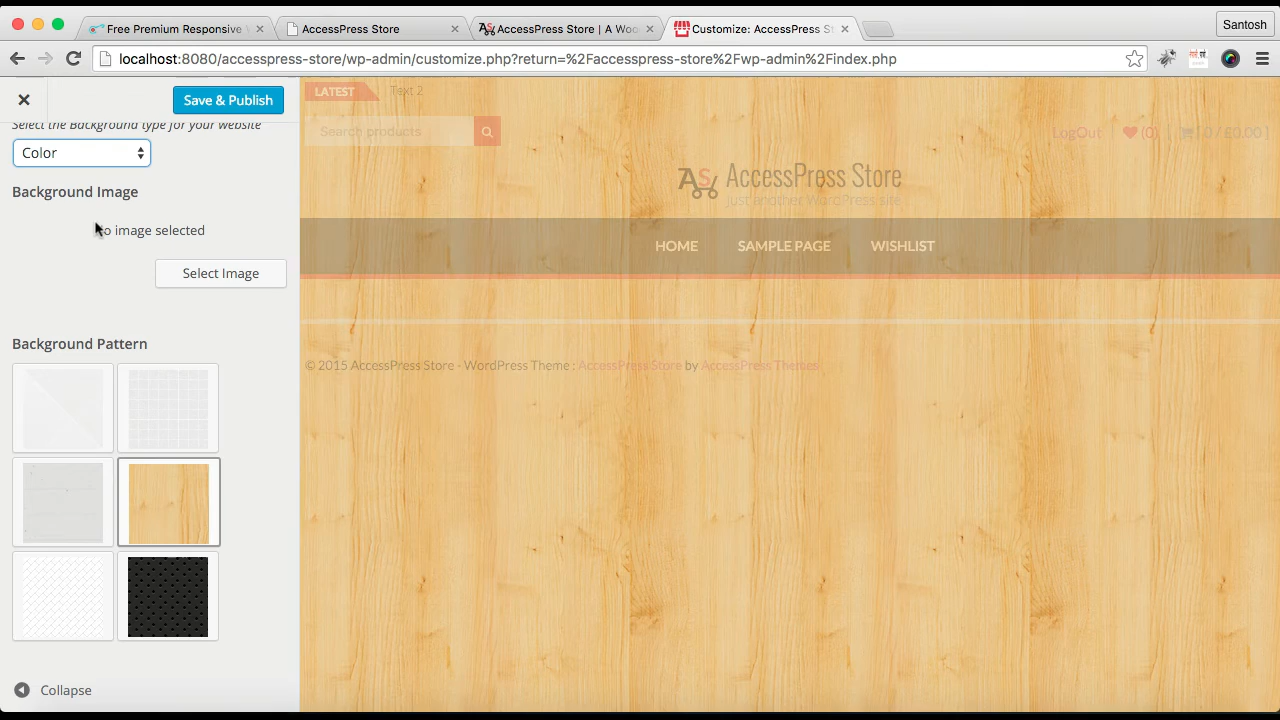 Free Premium Responsive W
AccessPress Store
AccessPress Store | A Woo
Customize: AccessPress St
Santosh
localhost:8080/accesspress-store/wp-admin/customize.php?return=%2Faccesspress-store%2Fwp-admin%2Findex.php
Save & Publish
Select the Background type for your website
Color
Background Image
o image selected
Select Image
Background Pattern
Collapse
LATEST
Text 2
Search products
LogOut
(0)
[ 0 / £0.00 ]
AS AccessPress Store
Just another WordPress site
HOME
SAMPLE PAGE
WISHLIST
© 2015 AccessPress Store - WordPress Theme : AccessPress Store by AccessPress Themes